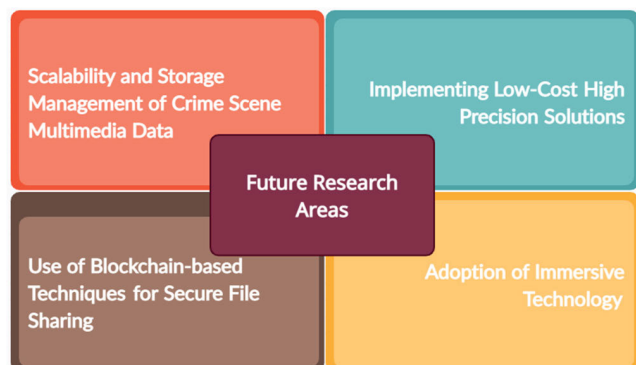 Scalability and Storage
Management of Crime Scene
Multimedia Data
Implementing Low-Cost High
Precision Solutions
Future Research
Areas
Use of Blockchain-based
Techniques for Secure File
Sharing
Adoption of Immersive
Technology